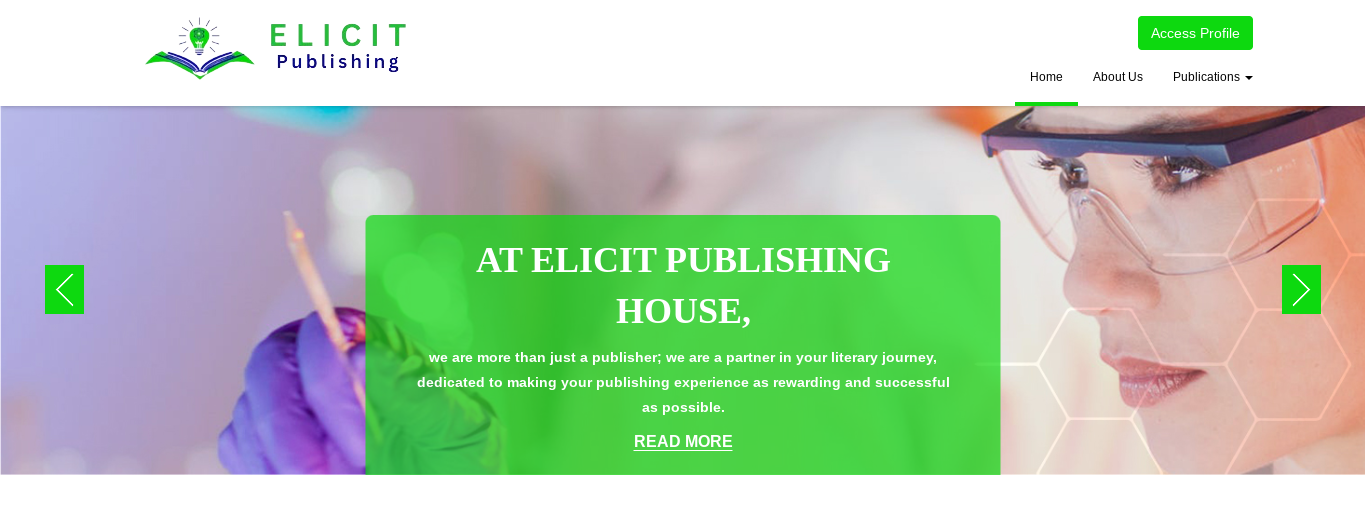 ELICIT
Publishing
Access Profile
Home
About Us
Publications
AT ELICIT PUBLISHING
HOUSE,
we are more than just a publisher; we are a partner in your literary journey,
dedicated to making your publishing experience as rewarding and successful
as possible.
READ MORE